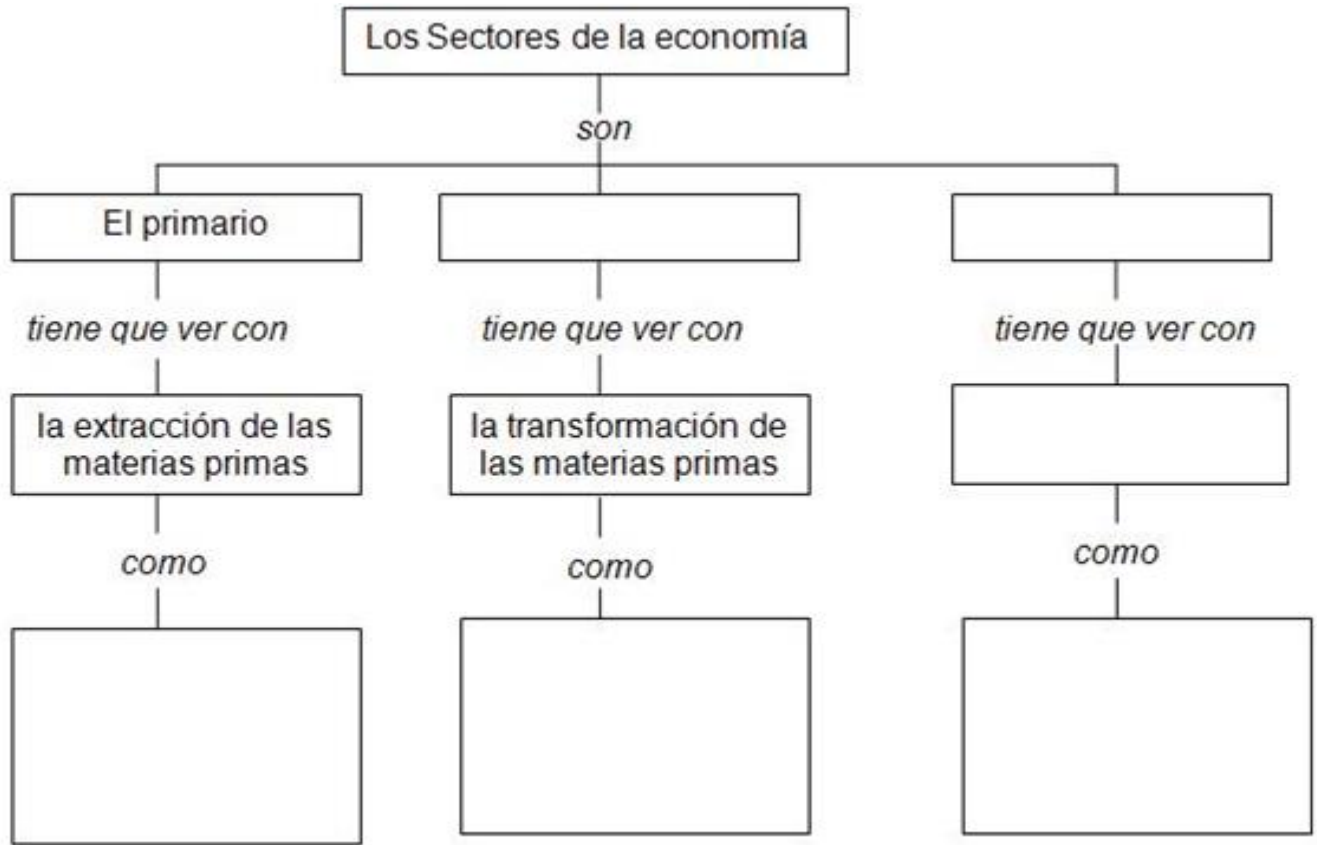 Los Sectores de la economía
son
El primario
tiene que ver con
tiene que ver con
tiene que ver con
la extracción de las
materias primas
la transformación de
las materias primas
como
como
como